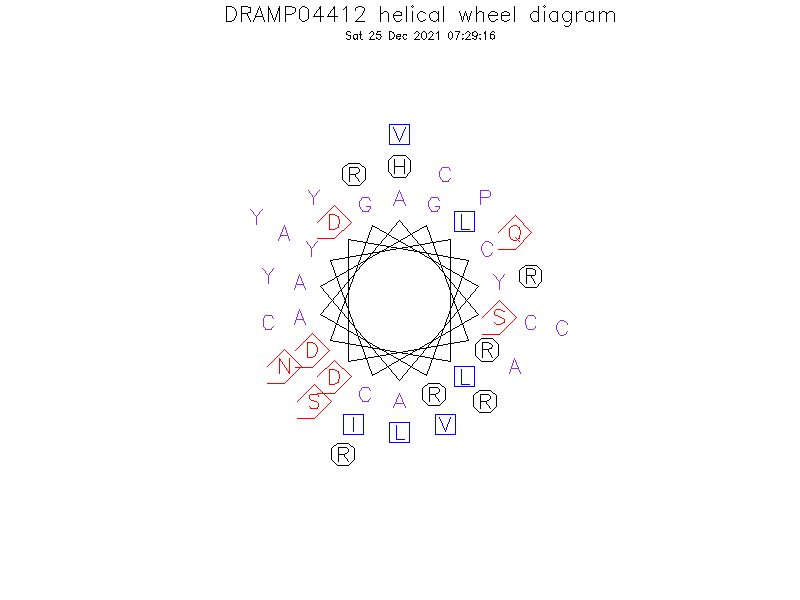 DRAMP04412 helical wheel diagram
Sat 25 Dec 2021 07:29:16
V
R H C
Y A P
G G
Y D L
A Q
Y C
Y A Y R
C A S C C
D R
N A
D L
C R
S A R
I L V
R